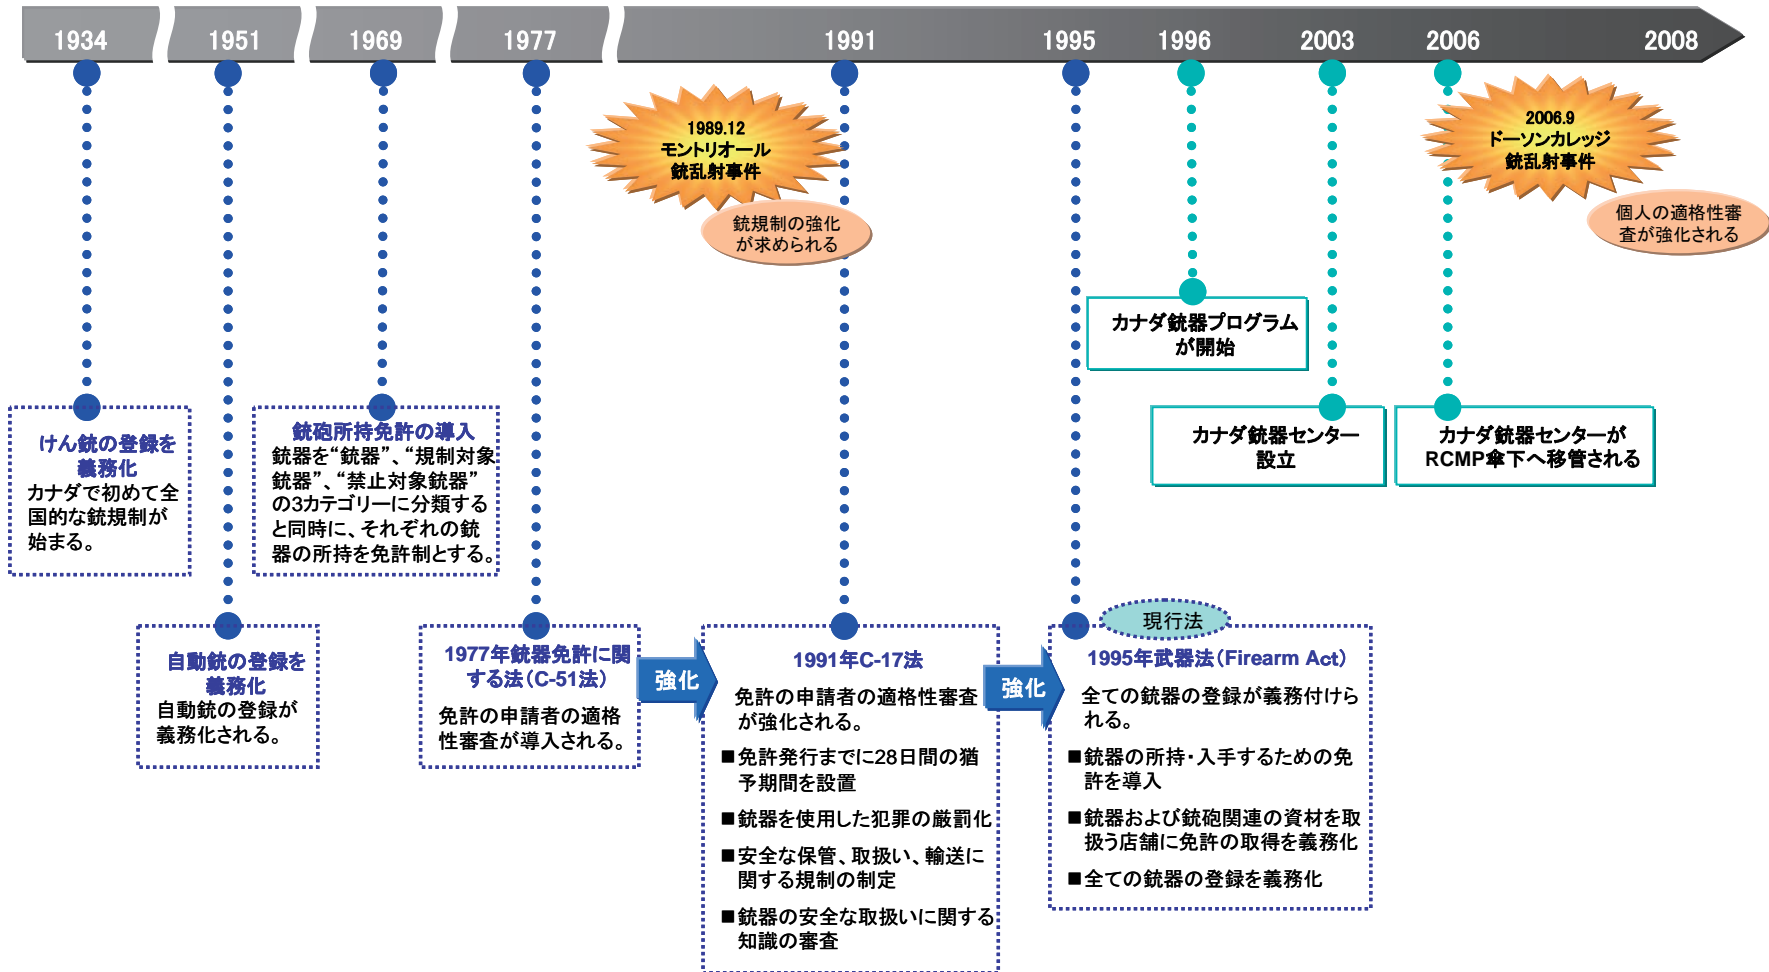 1934
1951
1969
1977
1991
1995
1996
2003
2006
2008
1989.12
モントリオール
銃乱射事件
銃規制の強化
が求められる
2006.9
ドーソンカレッジ
銃乱射事件
個人の適格性審
査が強化される
カナダ銃器プログラム
が開始
カナダ銃器センター
設立
カナダ銃器センターが
RCMP傘下へ移管される
けん銃の登録を
義務化
カナダで初めて全
国的な銃規制が
始まる。
銃砲所持免許の導入
銃器を“銃器”、“規制対象
銃器”、“禁止対象銃器”
の3カテゴリーに分類する
と同時に、それぞれの銃
器の所持を免許制とする。
自動銃の登録を
義務化
自動銃の登録が
義務化される。
1977年銃器免許に関
する法(C-51法)
免許の申請者の適格
性審査が導入される。
強化
1991年C-17法
免許の申請者の適格性審査
が強化される。
■免許発行までに28日間の猶
予期間を設置
■銃器を使用した犯罪の厳罰化
■安全な保管、取扱い、輸送に
関する規制の制定
■銃器の安全な取扱いに関する
知識の審査
強化
現行法
1995年武器法(Firearm Act)
全ての銃器の登録が義務付けら
れる。
■銃器の所持・入手するための免
許を導入
■銃器および銃砲関連の資材を取
扱う店舗に免許の取得を義務化
■全ての銃器の登録を義務化